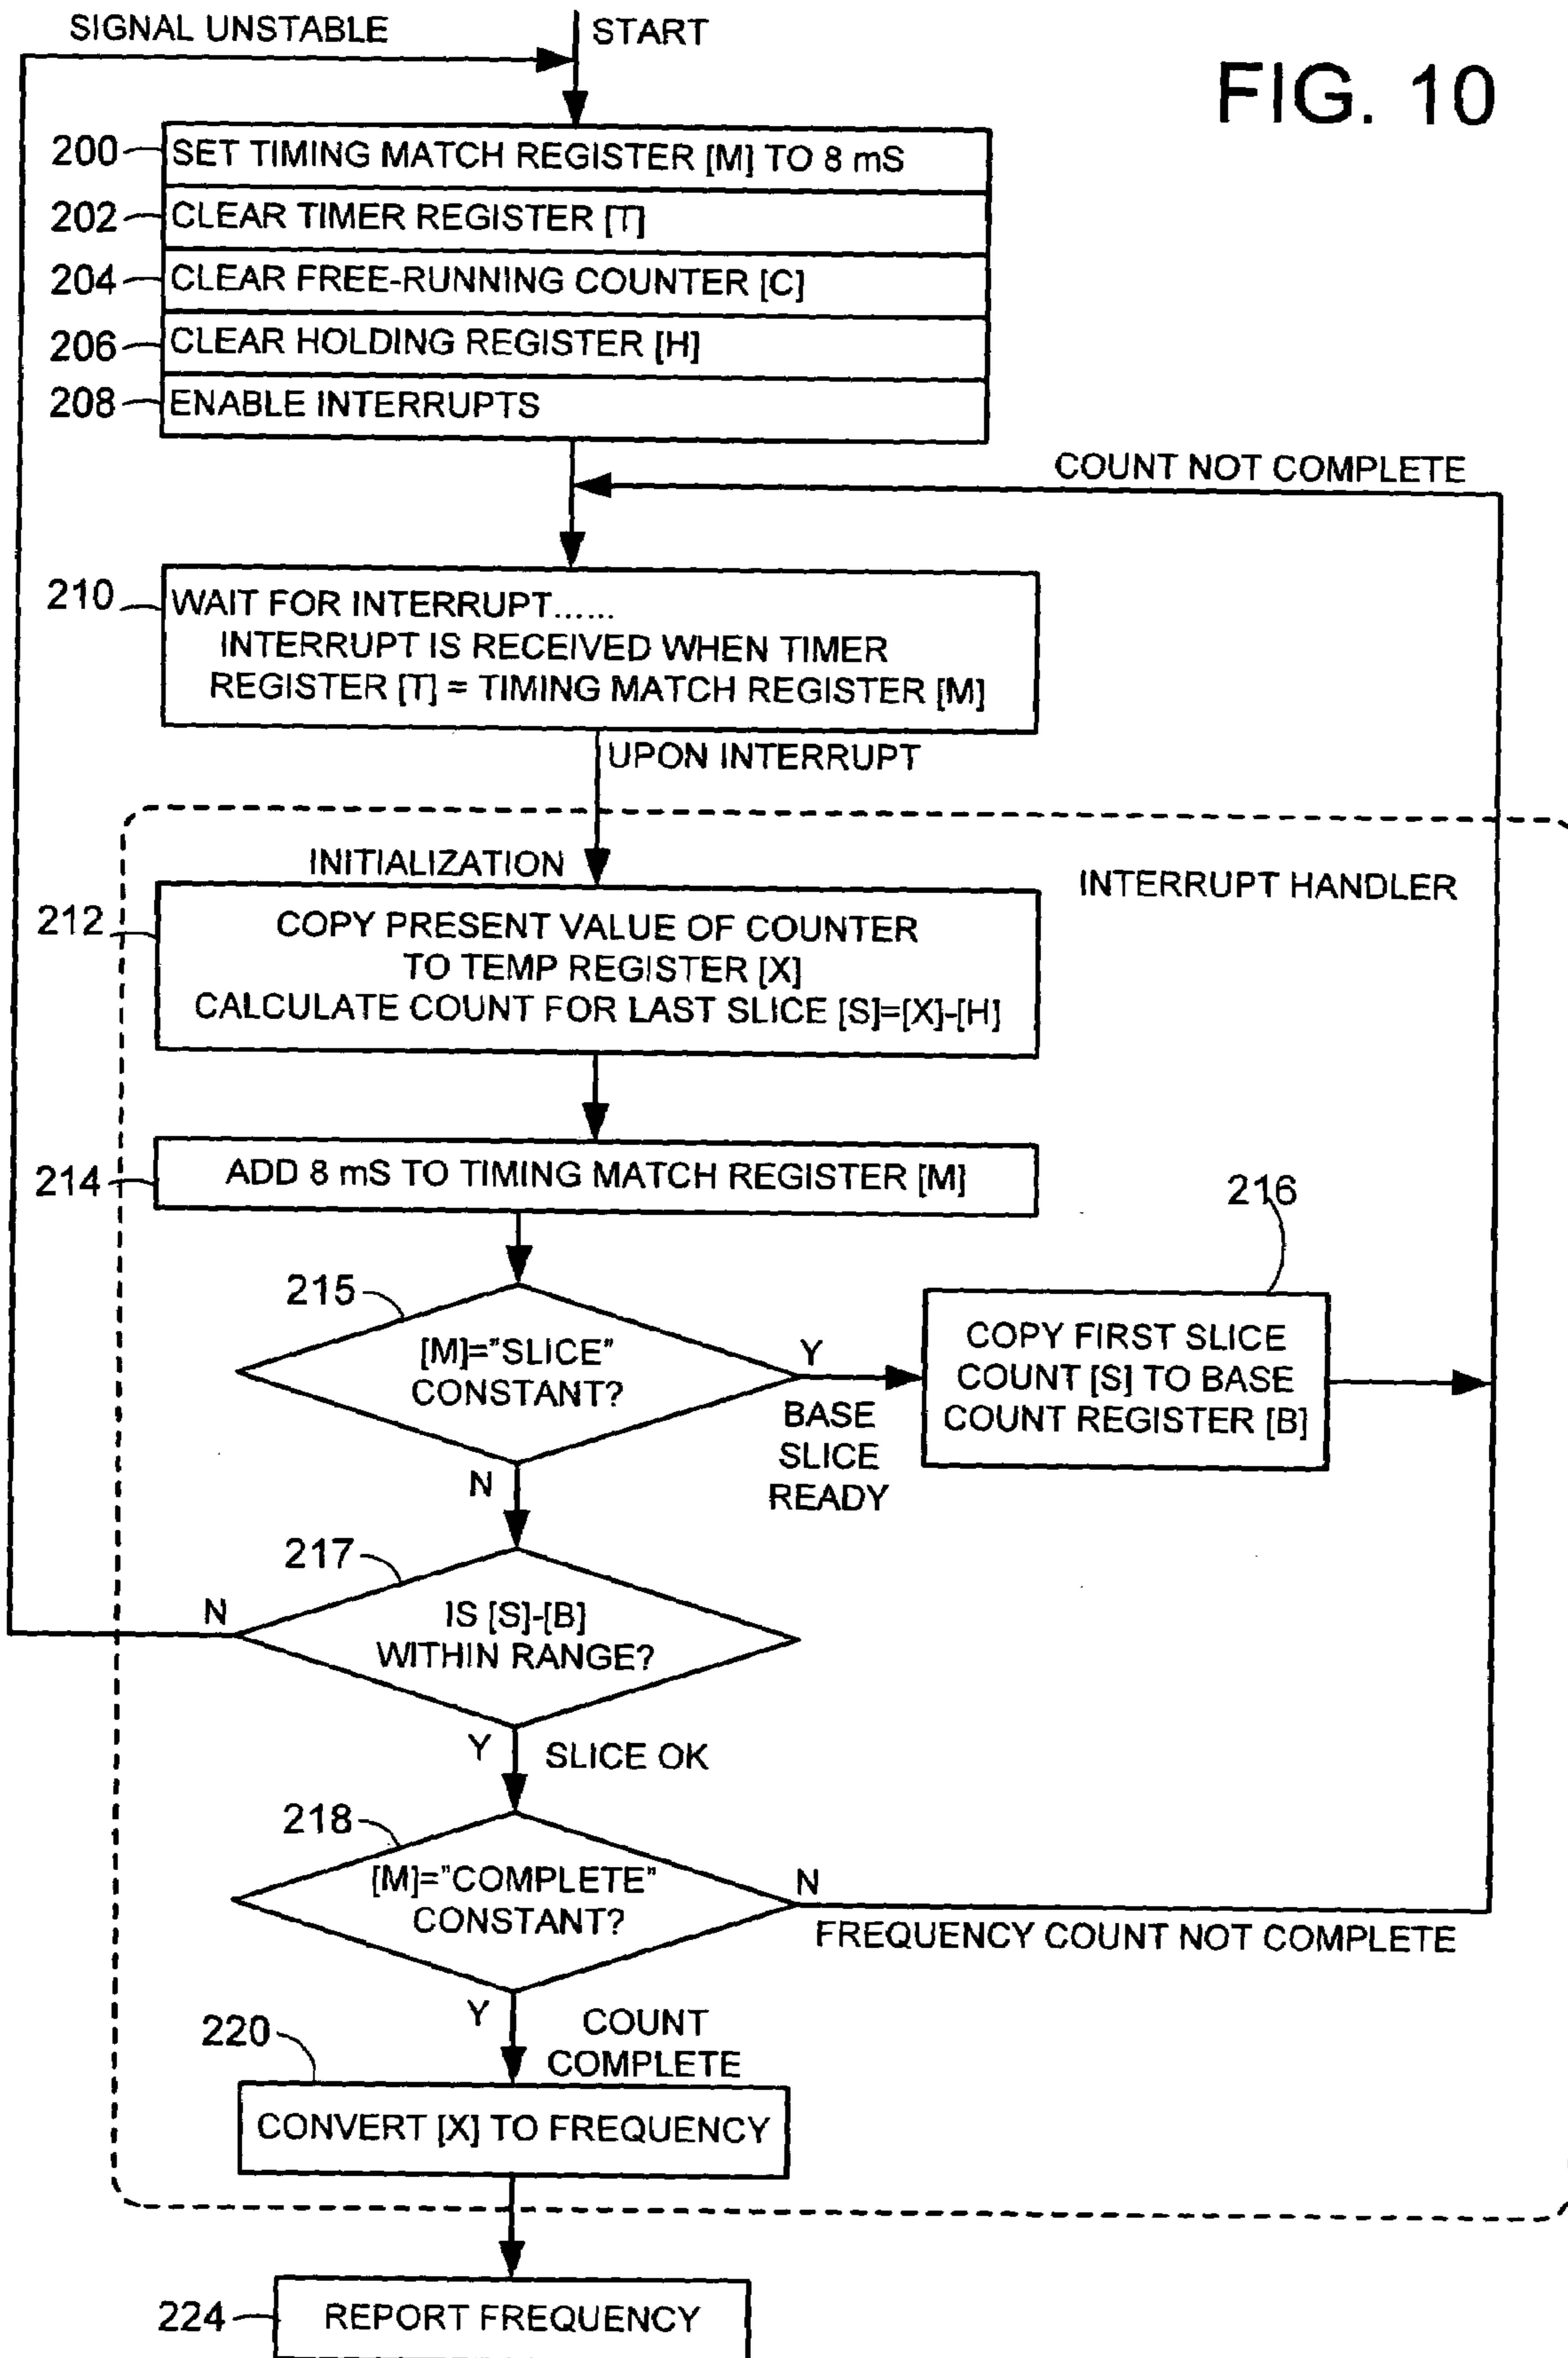 SIGNAL UNSTABLE
START
FIG. 10
200
SET TIMING MATCH REGISTER [M] TO 8 mS
202
CLEAR TIMER REGISTER [T]
204
CLEAR FREE-RUNNING COUNTER [C]
206
CLEAR HOLDING REGISTER [H]
208
ENABLE INTERRUPTS
COUNT NOT COMPLETE
210
WAIT FOR INTERRUPT......
INTERRUPT IS RECEIVED WHEN TIMER
REGISTER [T] = TIMING MATCH REGISTER [M]
UPON INTERRUPT
INITIALIZATION
INTERRUPT HANDLER
212
COPY PRESENT VALUE OF COUNTER
TO TEMP REGISTER [X]
CALCULATE COUNT FOR LAST SLICE [S]=[X]-[H]
214
ADD 8 mS TO TIMING MATCH REGISTER [M]
216
215
[M]="SLICE"
CONSTANT?
Y
BASE
SLICE
READY
COPY FIRST SLICE
COUNT [S] TO BASE
COUNT REGISTER [B]
N
217
IS [S]-[B]
WITHIN RANGE?
N
Y
SLICE OK
218
[M]="COMPLETE"
CONSTANT?
N
FREQUENCY COUNT NOT COMPLETE
Y
COUNT
COMPLETE
220
CONVERT [X] TO FREQUENCY
224
REPORT FREQUENCY